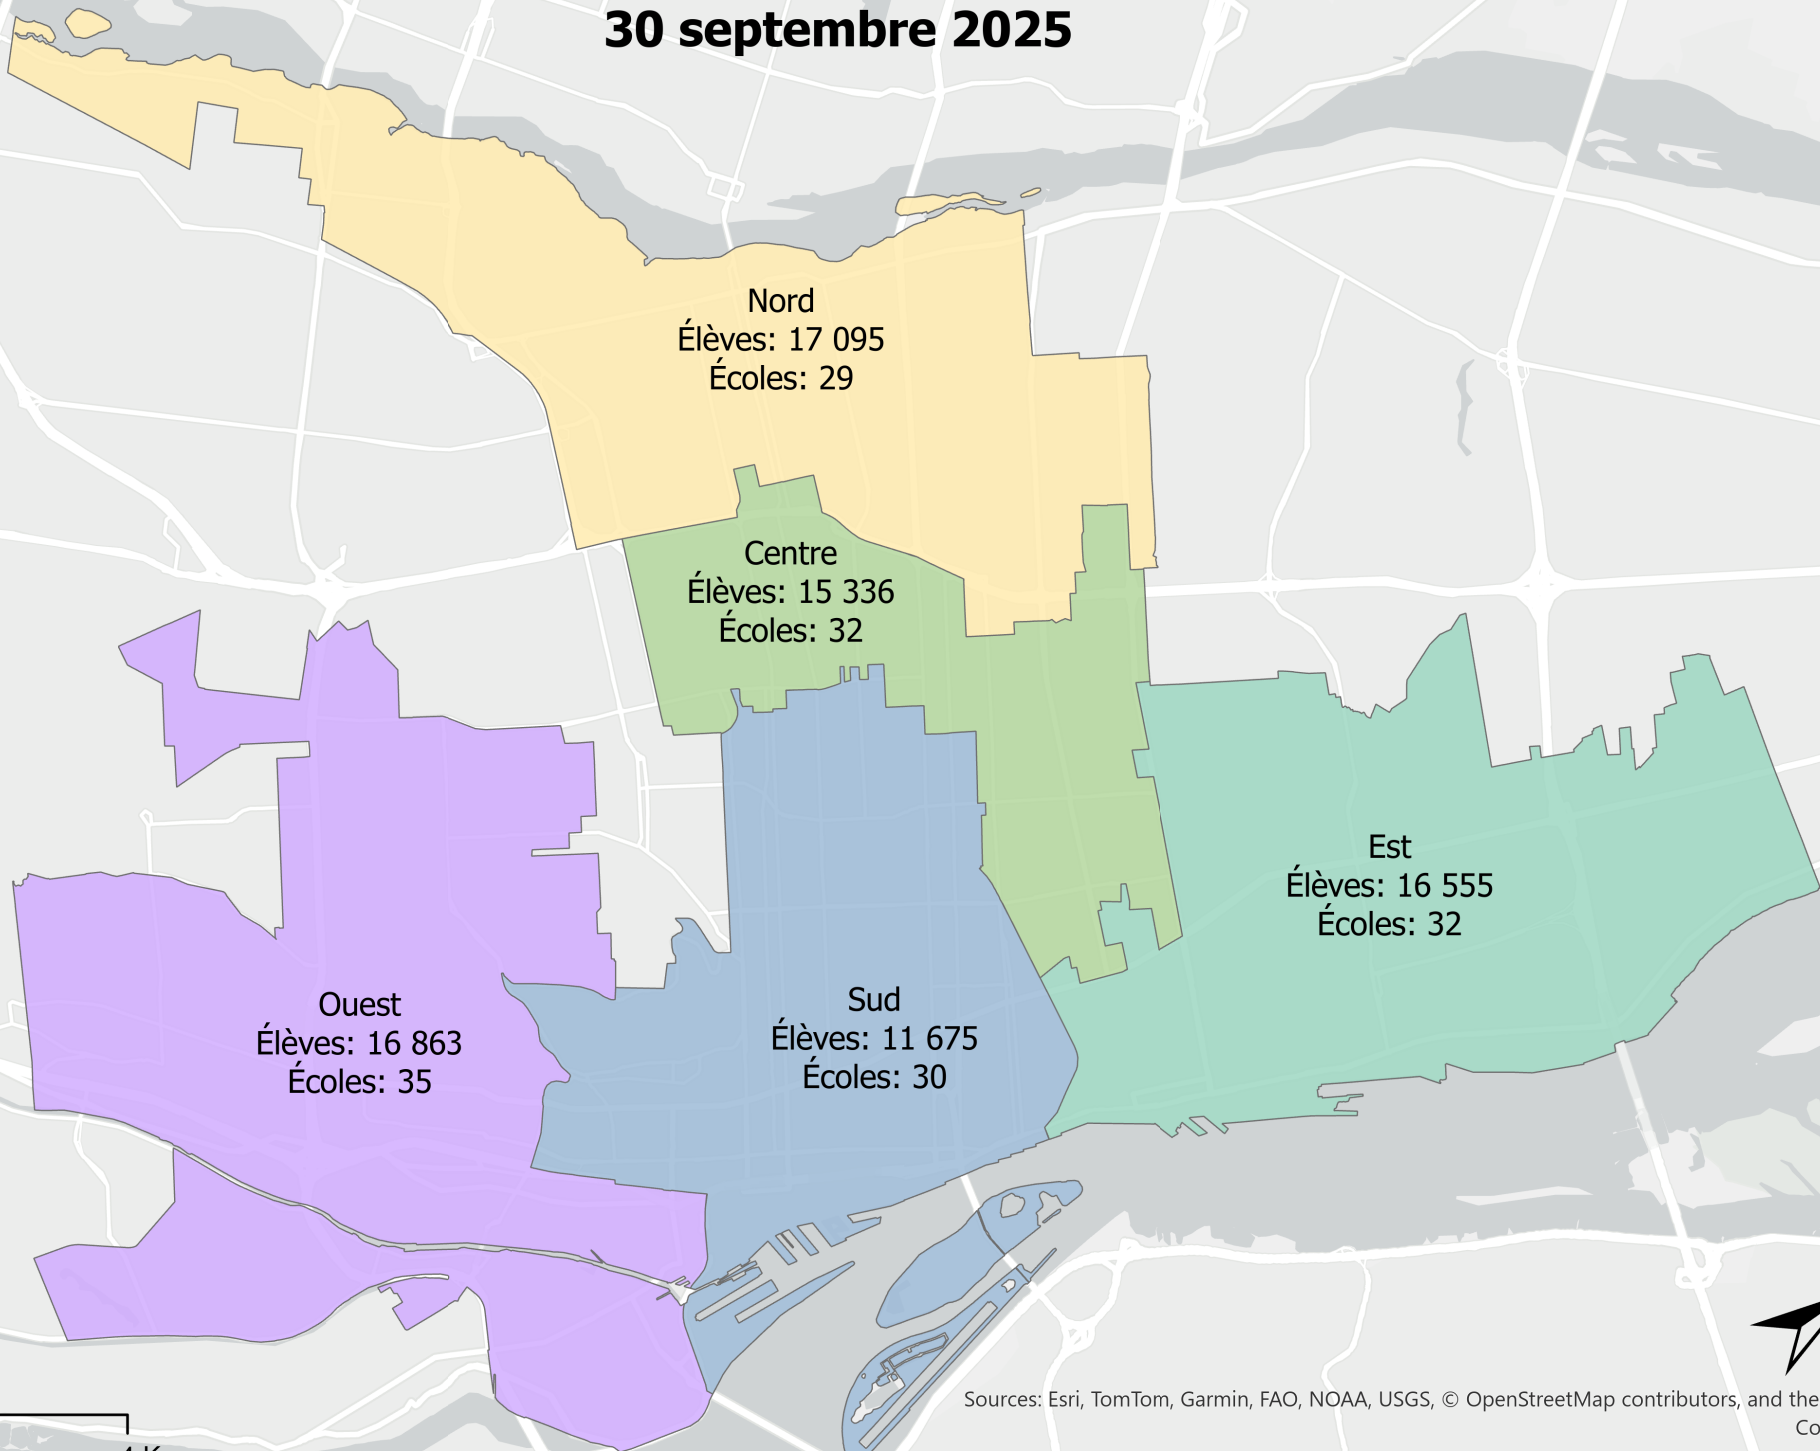 30 septembre 2025
Nord
Élèves: 17 095
Écoles: 29
Centre
Élèves: 15 336
Écoles: 32
Est
Élèves: 16 555
Écoles: 32
Ouest
Élèves: 16 863
Écoles: 35
Sud
Élèves: 11 675
Écoles: 30
Sources: Esri, TomTom, Garmin, FAO, NOAA, USGS, © OpenStreetMap contributors, and the
Co